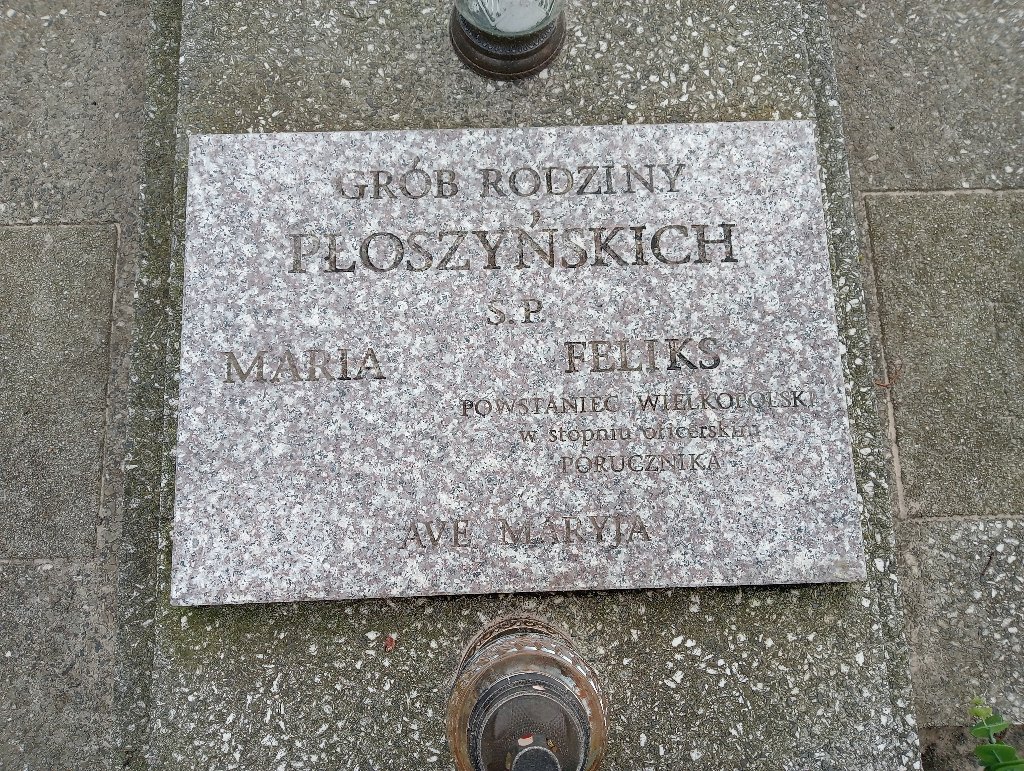 GRÓB RODZINY
PŁOSZYŃSKICH
Ś.P.
MARIA FELIKS
POWSTANIEC WIELKOPOLSKI
w stopniu oficerskim
PORUCZNIKA
AVE MARYJA